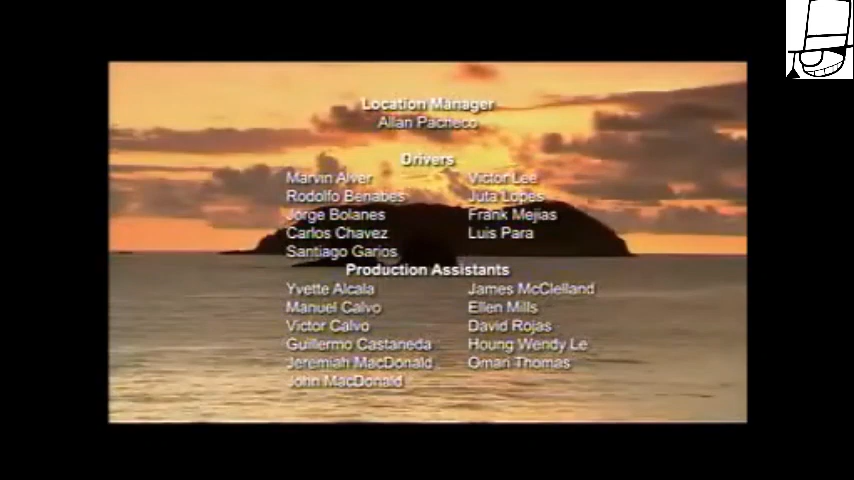 Location Manager
Allan Pacheco
Drivers
Marvin Alver Victor Lee
Rodolfo Benabes Juta Lopes
Jorge Bolanes Frank Mejias
Carlos Chavez Luis Para
Santiago Garios
Production Assistants
Yvette Alcala James McClelland
Manuel Calvo Ellen Mills
Victor Calvo David Rojas
Guillermo Castaneda Houng Wendy Le
Jeremiah MacDonald Omari Thomas
John MacDonald